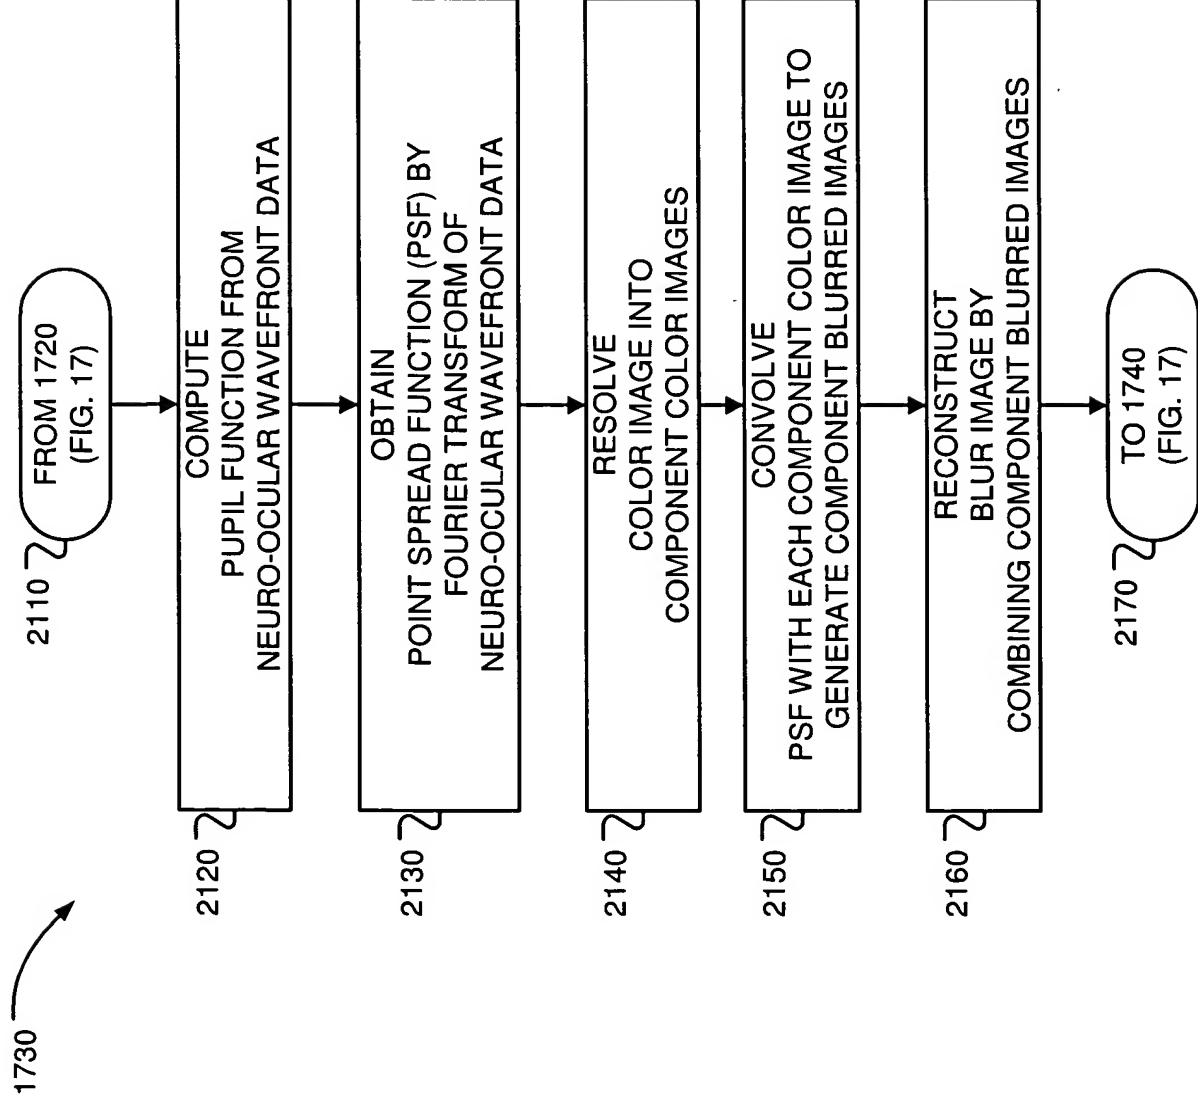 1730
2110
FROM 1720
(FIG. 17)
2120
COMPUTE
PUPIL FUNCTION FROM
NEURO-OCULAR WAVEFRONT DATA
2130
OBTAIN
POINT SPREAD FUNCTION (PSF) BY
FOURIER TRANSFORM OF
NEURO-OCULAR WAVEFRONT DATA
2140
RESOLVE
COLOR IMAGE INTO
COMPONENT COLOR IMAGES
2150
CONVOLVE
PSF WITH EACH COMPONENT COLOR IMAGE TO
GENERATE COMPONENT BLURRED IMAGES
2160
RECONSTRUCT
BLUR IMAGE BY
COMBINING COMPONENT BLURRED IMAGES
2170
TO 1740
(FIG. 17)